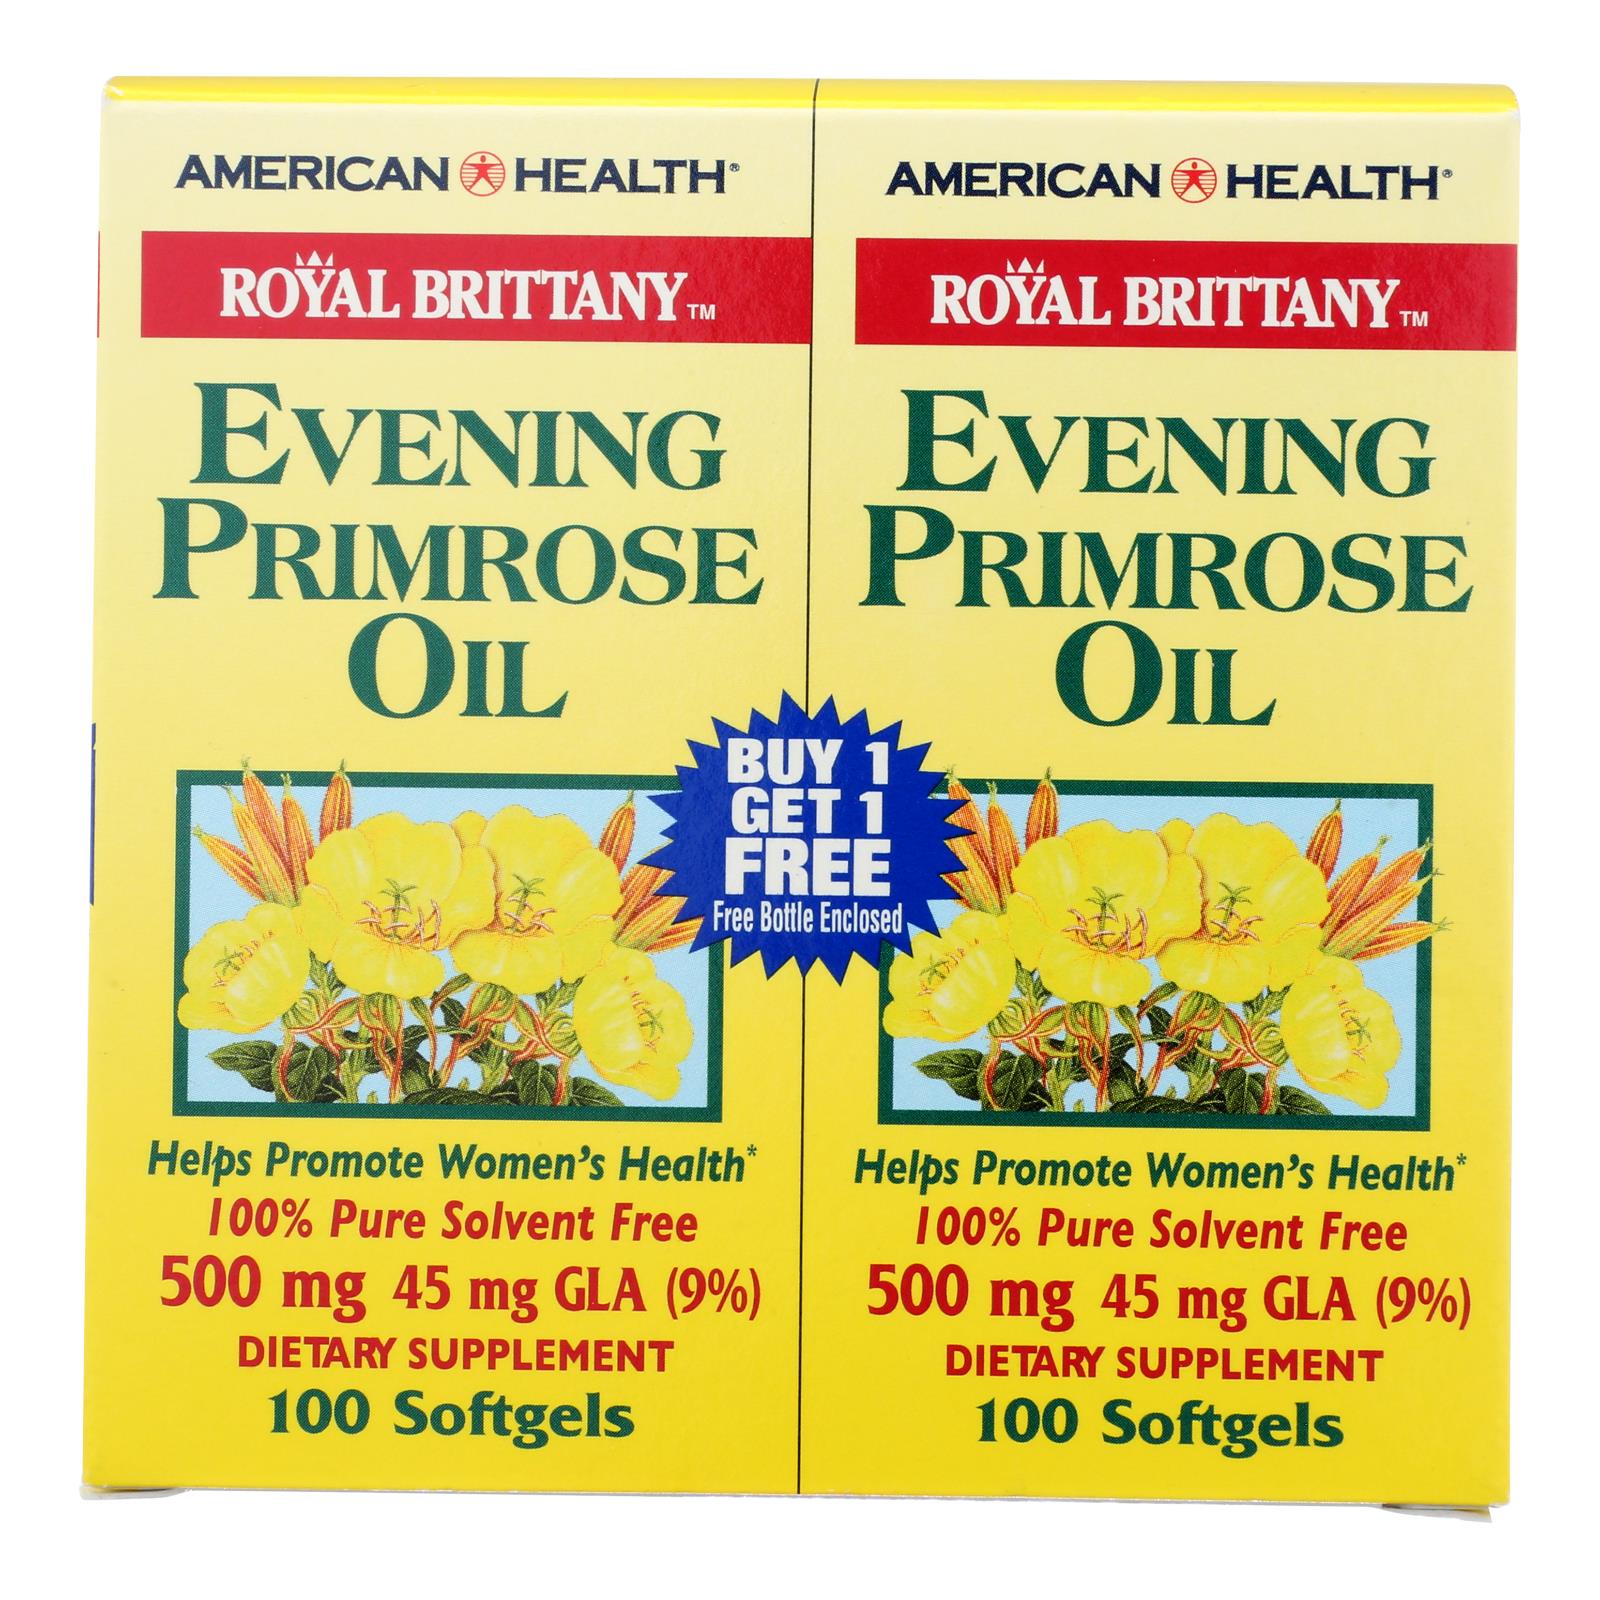 AMERICAN HEALTH®
ROYAL BRITTANY™
EVENING
PRIMROSE
OIL
Helps Promote Women's Health*
100% Pure Solvent Free
500 mg 45 mg GLA (9%)
DIETARY SUPPLEMENT
100 Softgels
BUY 1
GET 1
FREE
Free Bottle Enclosed
AMERICAN HEALTH®
ROYAL BRITTANY™
EVENING
PRIMROSE
OIL
Helps Promote Women's Health*
100% Pure Solvent Free
500 mg 45 mg GLA (9%)
DIETARY SUPPLEMENT
100 Softgels